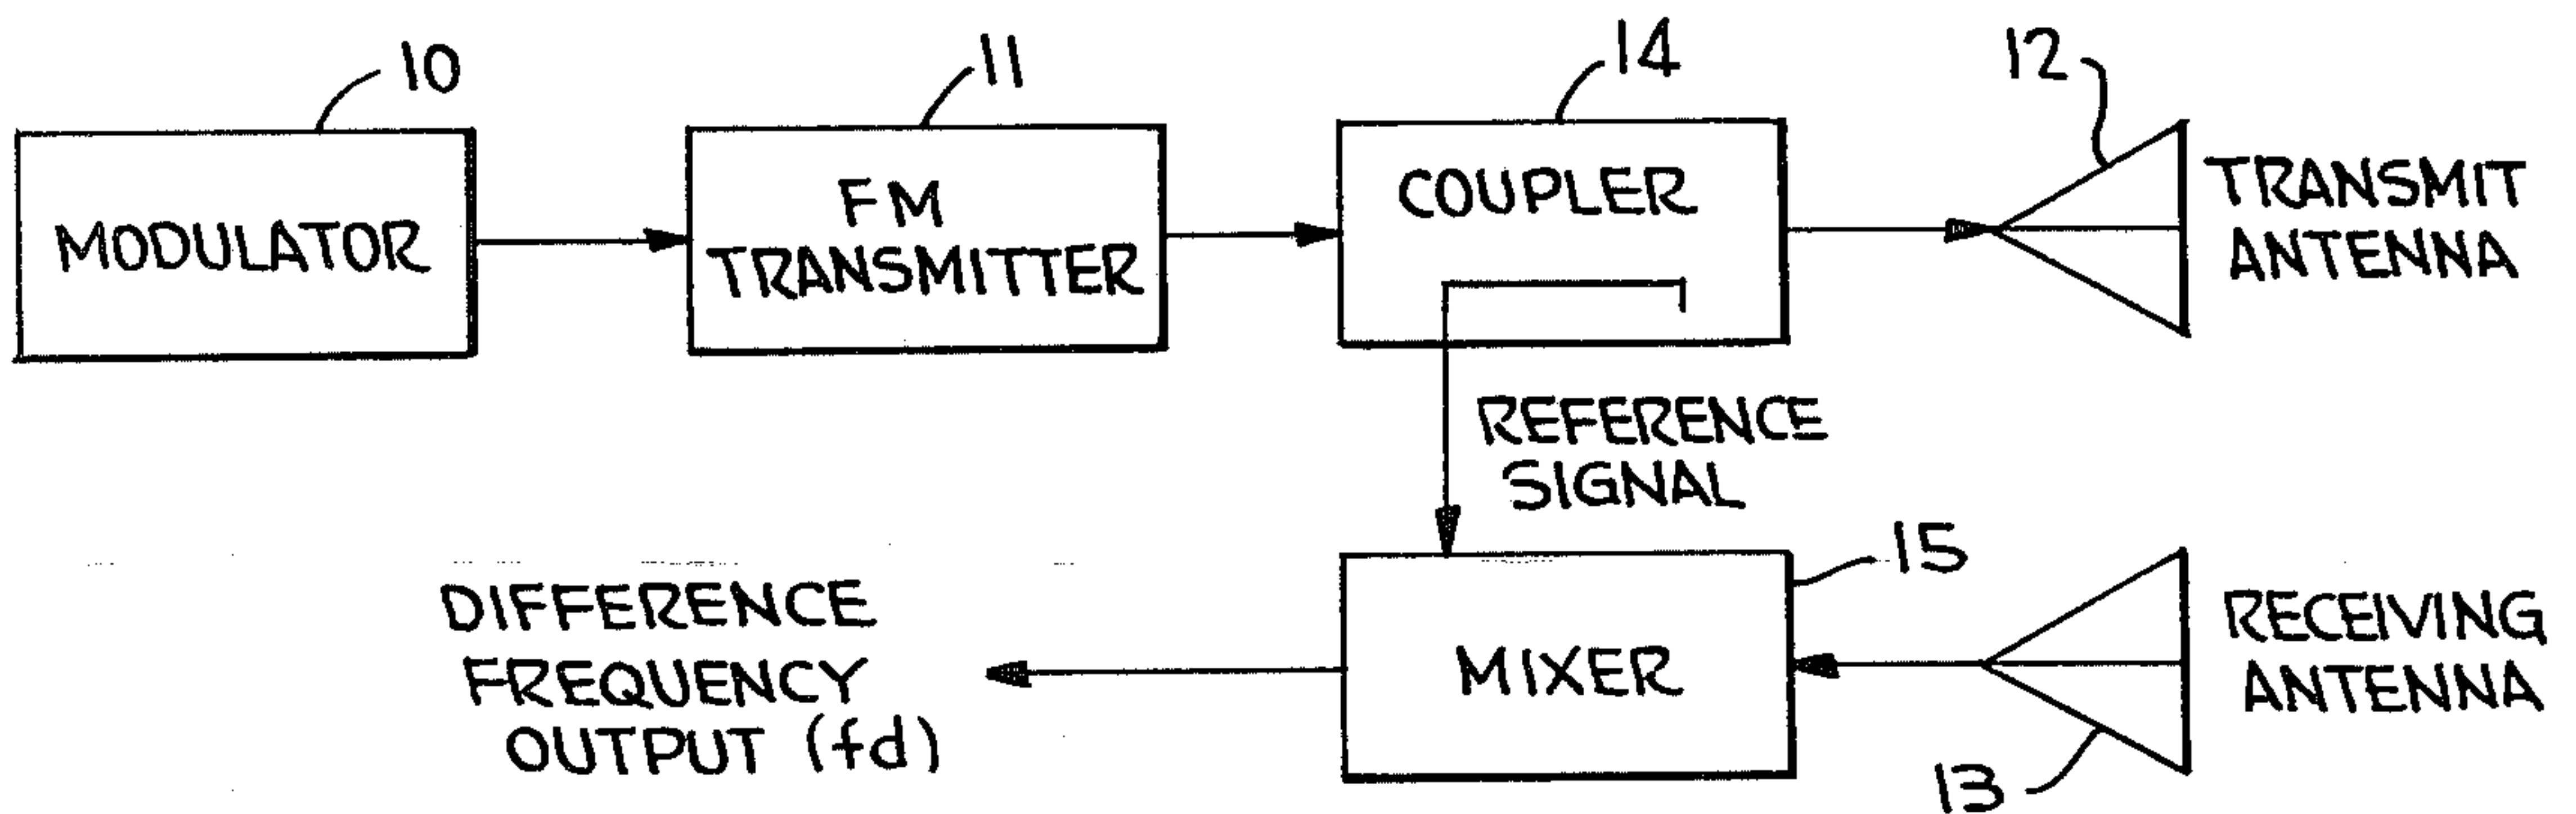 10
11
14
12
MODULATOR
FM
TRANSMITTER
COUPLER
TRANSMIT
ANTENNA
REFERENCE
SIGNAL
15
DIFFERENCE
FREQUENCY
OUTPUT (fd)
MIXER
RECEIVING
ANTENNA
13